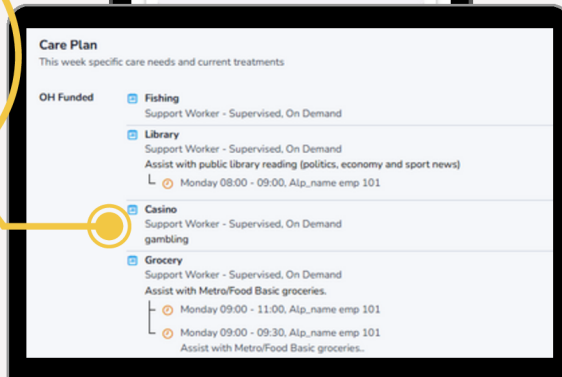 Care Plan
This week specific care needs and current treatments
OH Funded
Fishing
Support Worker - Supervised, On Demand
Library
Support Worker - Supervised, On Demand
Assist with public library reading (politics, economy and sport news)
Monday 08:00 - 09:00, Alp_name emp 101
Casino
Support Worker - Supervised, On Demand
gambling
Grocery
Support Worker - Supervised, On Demand
Assist with Metro/Food Basic groceries.
Monday 09:00 - 11:00, Alp_name emp 101
Monday 09:00 - 09:30, Alp_name emp 101
Assist with Metro/Food Basic groceries..